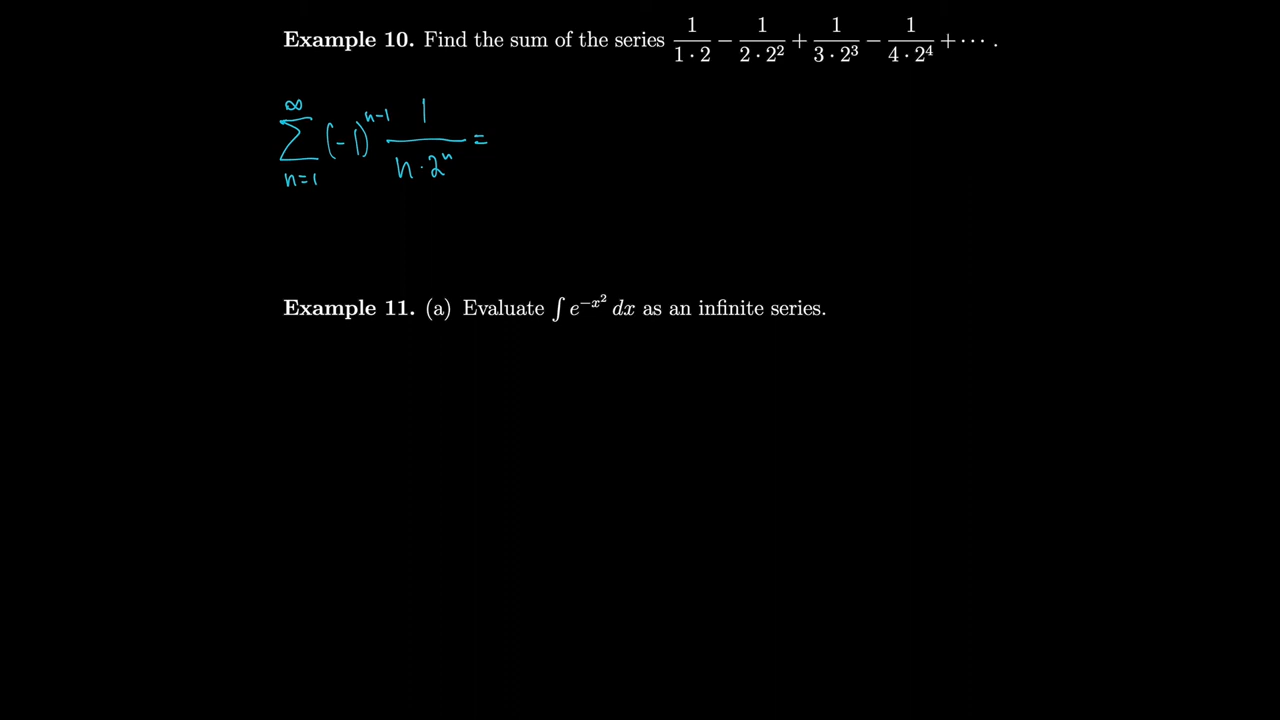 Example 10. Find the sum of the series 1/(1 · 2) − 1/(2 · 2²) + 1/(3 · 2³) − 1/(4 · 2⁴) + ··· .
∞
∑ (-1)^(n-1) 1/(n · 2^n) =
n=1
Example 11. (a) Evaluate ∫ e^(−x²) dx as an infinite series.